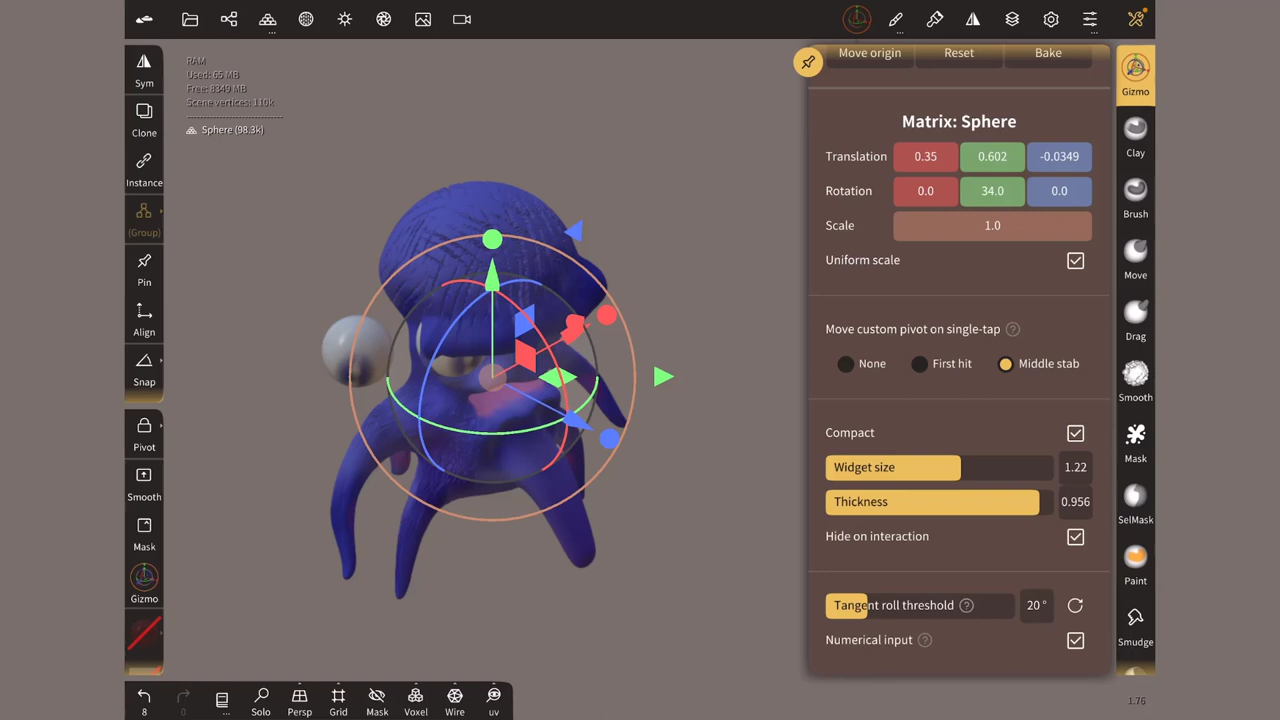 RAM
Used: 65 MB
Free: 8349 MB
Scene vertices: 110k
Sphere (98.3k)
Sym
Clone
Instance
(Group)
Pin
Align
Snap
Pivot
Smooth
Mask
Gizmo
Move origin Reset Bake
Matrix: Sphere
Translation 0.35 0.602 -0.0349
Rotation 0.0 34.0 0.0
Scale 1.0
Uniform scale
Move custom pivot on single-tap ?
None First hit Middle stab
Compact
Widget size 1.22
Thickness 0.956
Hide on interaction
Tangent roll threshold ? 20 °
Numerical input ?
Gizmo
Clay
Brush
Move
Drag
Smooth
Mask
SelMask
Paint
Smudge
8 0 ... Solo Persp Grid Mask Voxel Wire uv
1.76